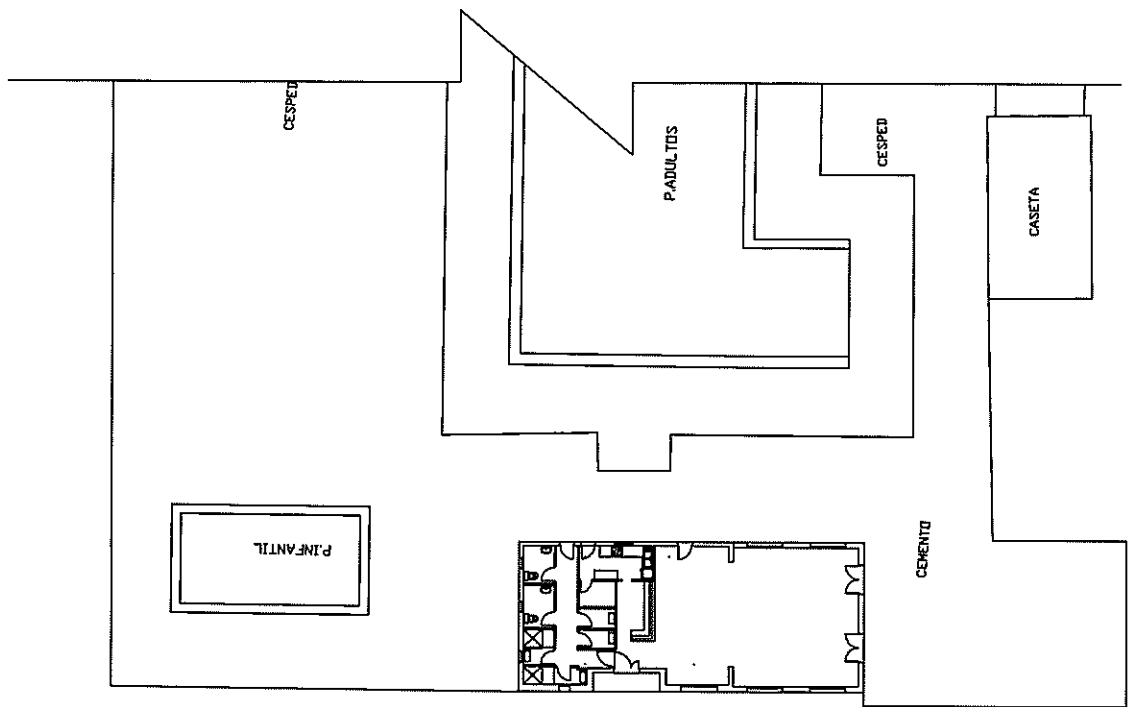 CESPED
P.ADULTOS
CESPED
CASETA
P.INFANTIL
CEMENTO